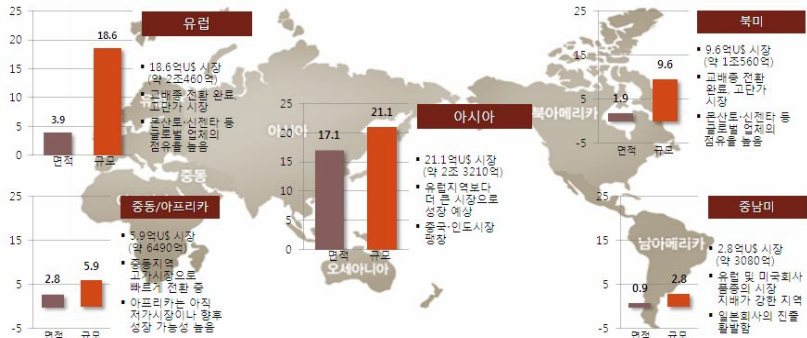 유럽
25
20
15
10
5
0
3.9
18.6
면적
규모
▪ 18.6억U$ 시장
(약 2조460억)
▪ 교배종 전환 완료,
고단가 시장
▪ 몬산토·신젠타 등
글로벌 업체의
점유율 높음
북미
25
15
5
-5
1.9
9.6
면적
규모
▪ 9.6억U$ 시장
(약 1조560억)
▪ 교배종 전환
완료, 고단가
시장
▪ 몬산토·신젠타 등
글로벌 업체의
점유율 높음
아시아
북아메리카
중동
아시아
25
20
15
10
5
0
17.1
21.1
면적
규모
▪ 21.1억U$ 시장
(약 2조 3210억)
▪ 유럽지역보다
더 큰 시장으로
성장 예상
▪ 중국·인도시장
팽창
오세아니아
중동/아프리카
25
15
5
-5
2.8
5.9
면적
규모
▪ 5.9억U$ 시장
(약 6490억)
▪ 중동지역
고가시장으로
빠르게 전환 중
▪ 아프리카는 아직
저가시장이나 향후
성장 가능성 높음
중남미
25
15
5
-5
0.9
2.8
면적
규모
남아메리카
▪ 2.8억U$ 시장
(약 3080억)
▪ 유럽 및 미국회사
품종의 시장
지배가 강한 지역
▪ 일본회사의 진출
활발함